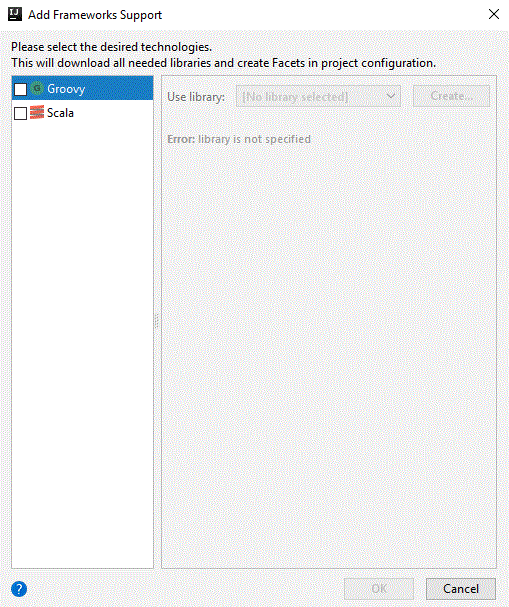 Add Frameworks Support
Please select the desired technologies.
This will download all needed libraries and create Facets in project configuration.
G Groovy
Scala
Use library: [No library selected] Create...
Error: library is not specified
? OK Cancel